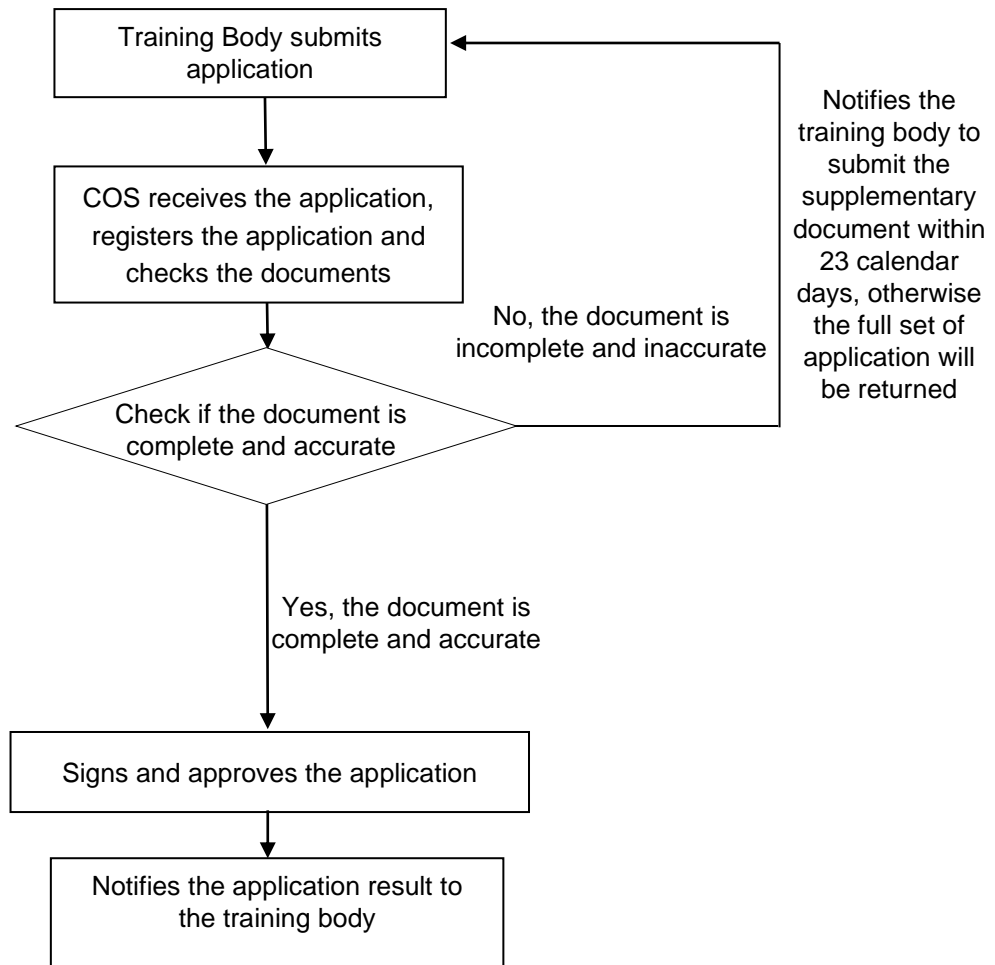 Training Body submits
application
COS receives the application,
registers the application and
checks the documents
No, the document is
incomplete and inaccurate
Notifies the
training body to
submit the
supplementary
document within
23 calendar
days, otherwise
the full set of
application will
be returned
Check if the document is
complete and accurate
Yes, the document is
complete and accurate
Signs and approves the application
Notifies the application result to
the training body